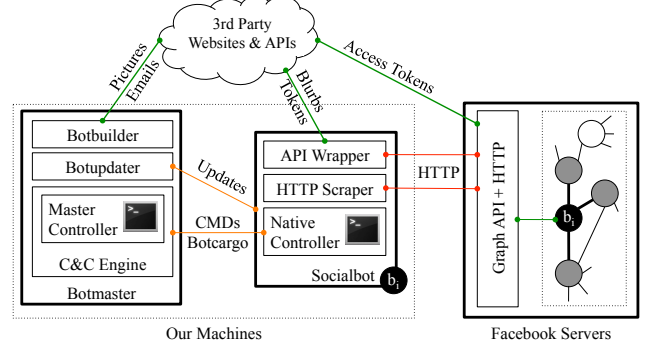 3rd Party
Websites & APIs
Pictures
Emails
Blurbs
Tokens
Access Tokens
Botbuilder
Botupdater
Master
Controller
>_
C&C Engine
Botmaster
Updates
CMDs
Botcargo
API Wrapper
HTTP Scraper
Native
Controller
>_
Socialbot
bi
HTTP
Graph API + HTTP
bi
Our Machines
Facebook Servers